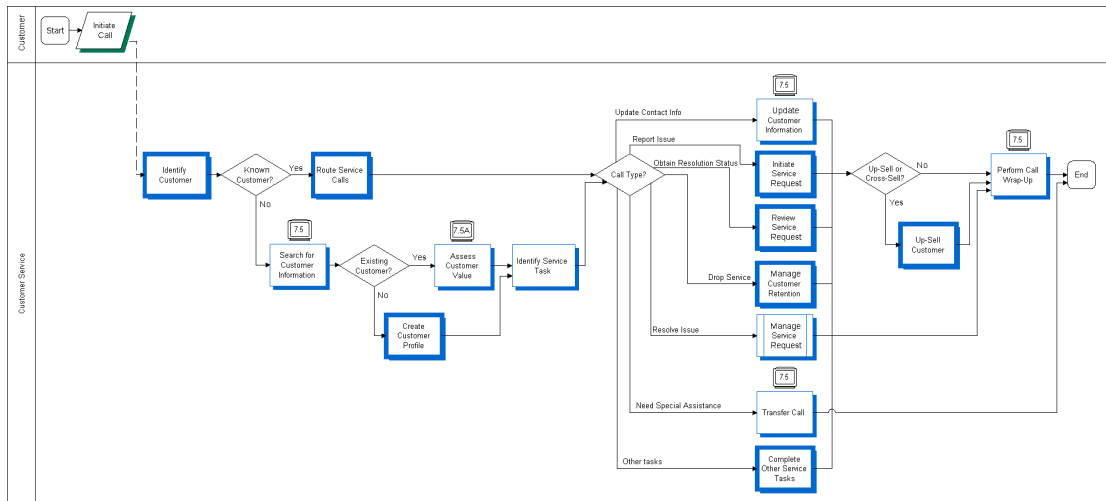 Customer
Start
Initiate
Call
Customer Service
Identify
Customer
Known
Customer?
Yes
No
Route Service
Calls
7.5
Search for
Customer
Information
Existing
Customer?
Yes
No
7.5A
Assess
Customer
Value
Create
Customer
Profile
Identify Service
Task
Call Type?
Update Contact Info
Report Issue
Obtain Resolution Status
Drop Service
Resolve Issue
Need Special Assistance
Other tasks
7.5
Update
Customer
Information
Initiate
Service
Request
Review
Service
Request
Manage
Customer
Retention
Manage
Service
Request
7.5
Transfer Call
Complete
Other Service
Tasks
Up-Sell or
Cross-Sell?
No
Yes
Up-Sell
Customer
7.5
Perform Call
Wrap-Up
End